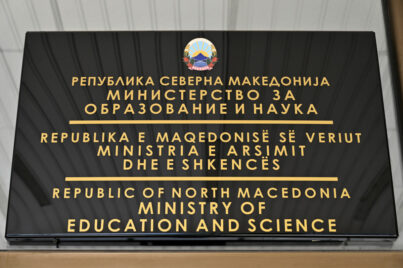 РЕПУБЛИКА СЕВЕРНА МАКЕДОНИЈА
МИНИСТЕРСТВО ЗА
ОБРАЗОВАНИЕ И НАУКА
REPUBLIKA E MAQEDONISË SË VERIUT
MINISTRIA E ARSIMIT
DHE E SHKENCËS
REPUBLIC OF NORTH MACEDONIA
MINISTRY OF
EDUCATION AND SCIENCE